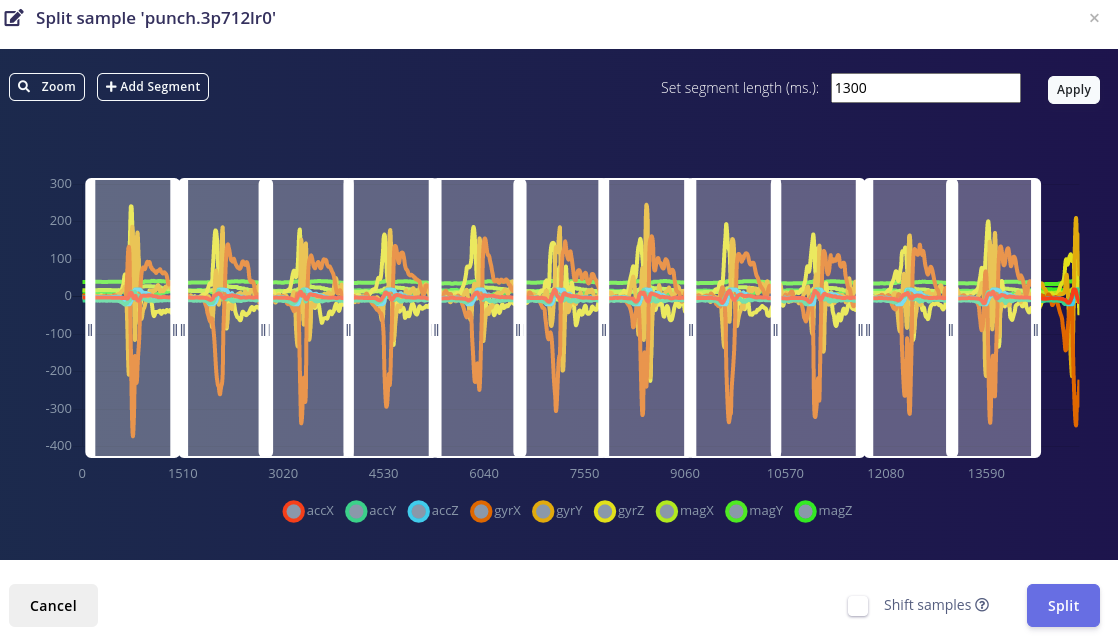 Split sample 'punch.3p712lr0'
×
Zoom
Add Segment
Set segment length (ms.):
1300
Apply
300
200
100
0
-100
-200
-300
-400
0 1510 3020 4530 6040 7550 9060 10570 12080 13590
accX accY accZ gyrX gyrY gyrZ magX magY magZ
Cancel
Shift samples
Split